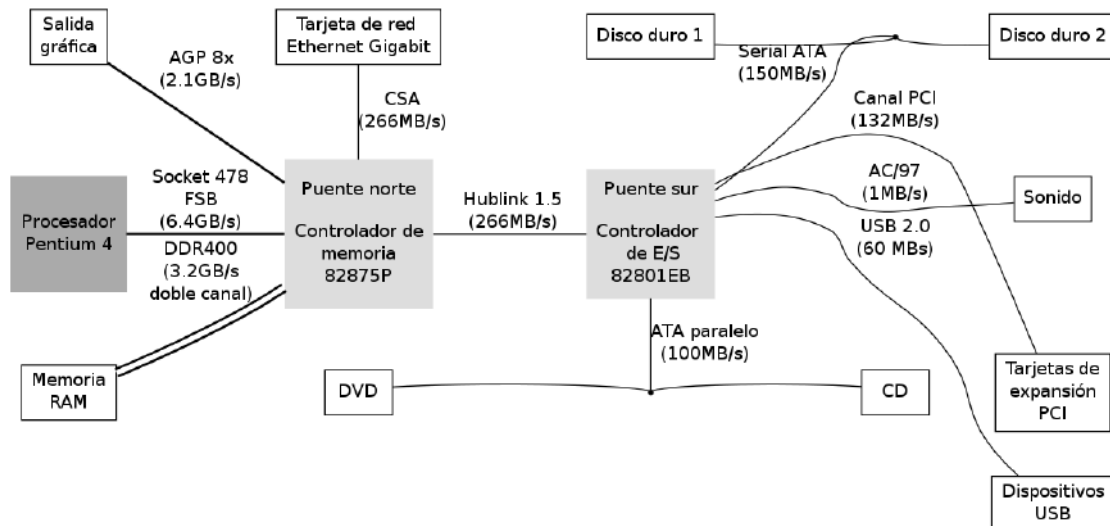 Salida
gráfica
Tarjeta de red
Ethernet Gigabit
Disco duro 1
Disco duro 2
Serial ATA
(150MB/s)
AGP 8x
(2.1GB/s)
CSA
(266MB/s)
Canal PCI
(132MB/s)
Procesador
Pentium 4
Socket 478
FSB
(6.4GB/s)
DDR400
(3.2GB/s
doble canal)
Puente norte
Controlador de
memoria
82875P
Hublink 1.5
(266MB/s)
Puente sur
Controlador
de E/S
82801EB
AC/97
(1MB/s)
Sonido
USB 2.0
(60 MBs)
ATA paralelo
(100MB/s)
Memoria
RAM
DVD
CD
Tarjetas de
expansión
PCI
Dispositivos
USB